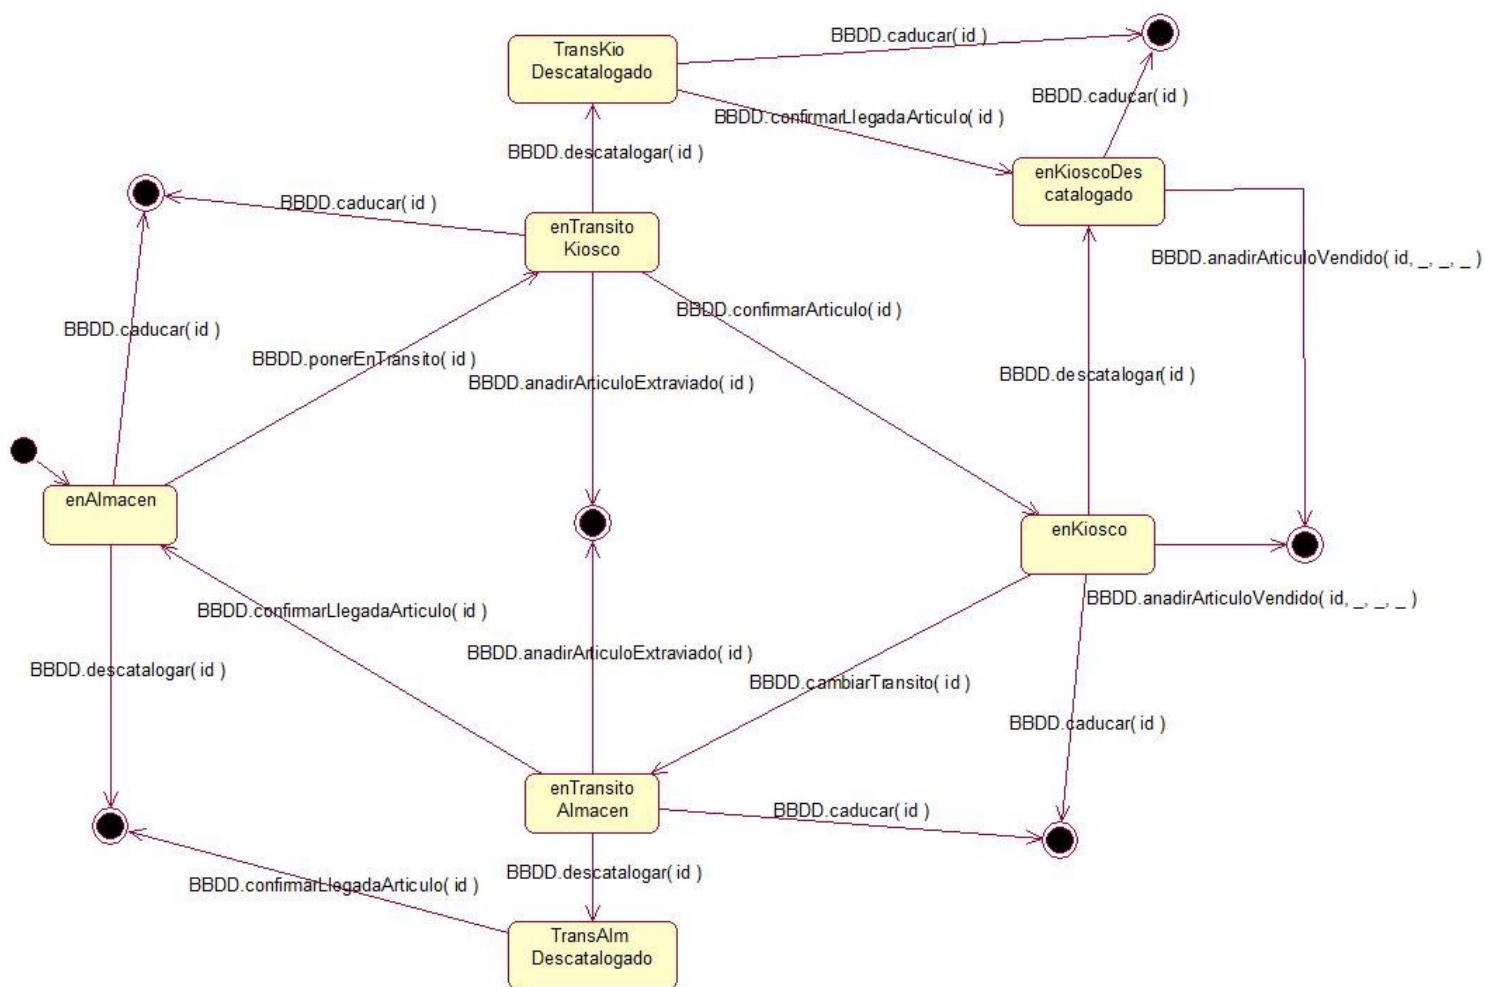 BBDD.caducar( id )
TransKio
Descatalogado
BBDD.caducar( id )
BBDD.confirmarLlegadaArticulo( id )
BBDD.descatalogar( id )
enKioscoDes
catalogado
BBDD.caducar( id )
enTransito
Kiosco
BBDD.anadirArticuloVendido( id, _, _, _ )
BBDD.confirmarArticulo( id )
BBDD.caducar( id )
BBDD.ponerEnTransito( id )
BBDD.anadirArticuloExtraviado( id )
BBDD.descatalogar( id )
enAlmacen
enKiosco
BBDD.anadirArticuloVendido( id, _, _, _ )
BBDD.confirmarLlegadaArticulo( id )
BBDD.anadirArticuloExtraviado( id )
BBDD.descatalogar( id )
BBDD.cambiarTransito( id )
BBDD.caducar( id )
enTransito
Almacen
BBDD.caducar( id )
BBDD.descatalogar( id )
BBDD.confirmarLlegadaArticulo( id )
TransAlm
Descatalogado